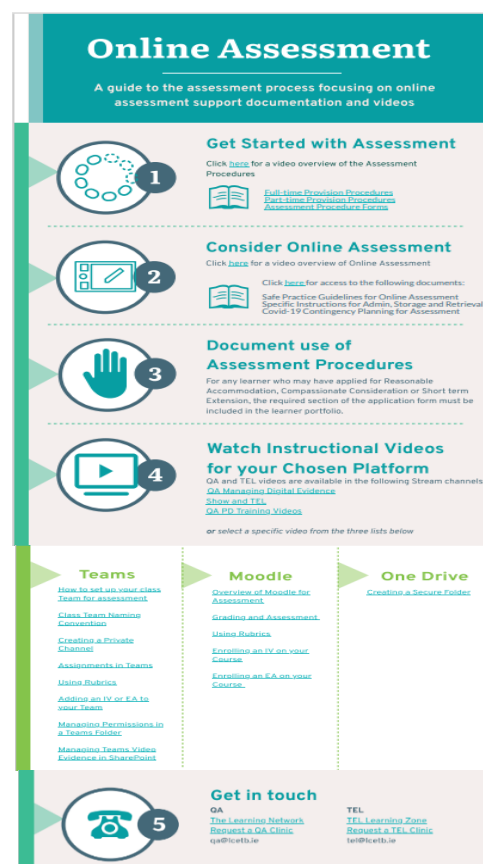 Online Assessment
A guide to the assessment process focusing on online
assessment support documentation and videos
1
Get Started with Assessment
Click here for a video overview of the Assessment
Procedures
Full-time Provision Procedures
Part-time Provision Procedures
Assessment Procedure Forms
2
Consider Online Assessment
Click here for a video overview of Online Assessment
Click here for access to the following documents:
Safe Practice Guidelines for Online Assessment
Specific Instructions for Admin, Storage and Retrieval
Covid-19 Contingency Planning for Assessment
3
Document use of
Assessment Procedures
For any learner who may have applied for Reasonable
Accommodation, Compassionate Consideration or Short term
Extension, the required section of the application form must be
included in the learner portfolio.
4
Watch Instructional Videos
for your Chosen Platform
QA and TEL videos are available in the following Stream channels
QA Managing Digital Evidence
Show and TEL
QA PD Training Videos
or select a specific video from the three lists below
Teams
How to set up your class
Team for assessment
Class Team Naming
Convention
Creating a Private
Channel
Assignments in Teams
Using Rubrics
Adding an IV or EA to
your Team
Managing Permissions in
a Teams Folder
Managing Teams Video
Evidence in SharePoint
Moodle
Overview of Moodle for
Assessment
Grading and Assessment
Using Rubrics
Enrolling an IV on your
Course
Enrolling an EA on your
Course
One Drive
Creating a Secure Folder
5
Get in touch
QA
The Learning Network
Request a QA Clinic
qa@lcetb.ie
TEL
TEL Learning Zone
Request a TEL Clinic
tel@lcetb.ie